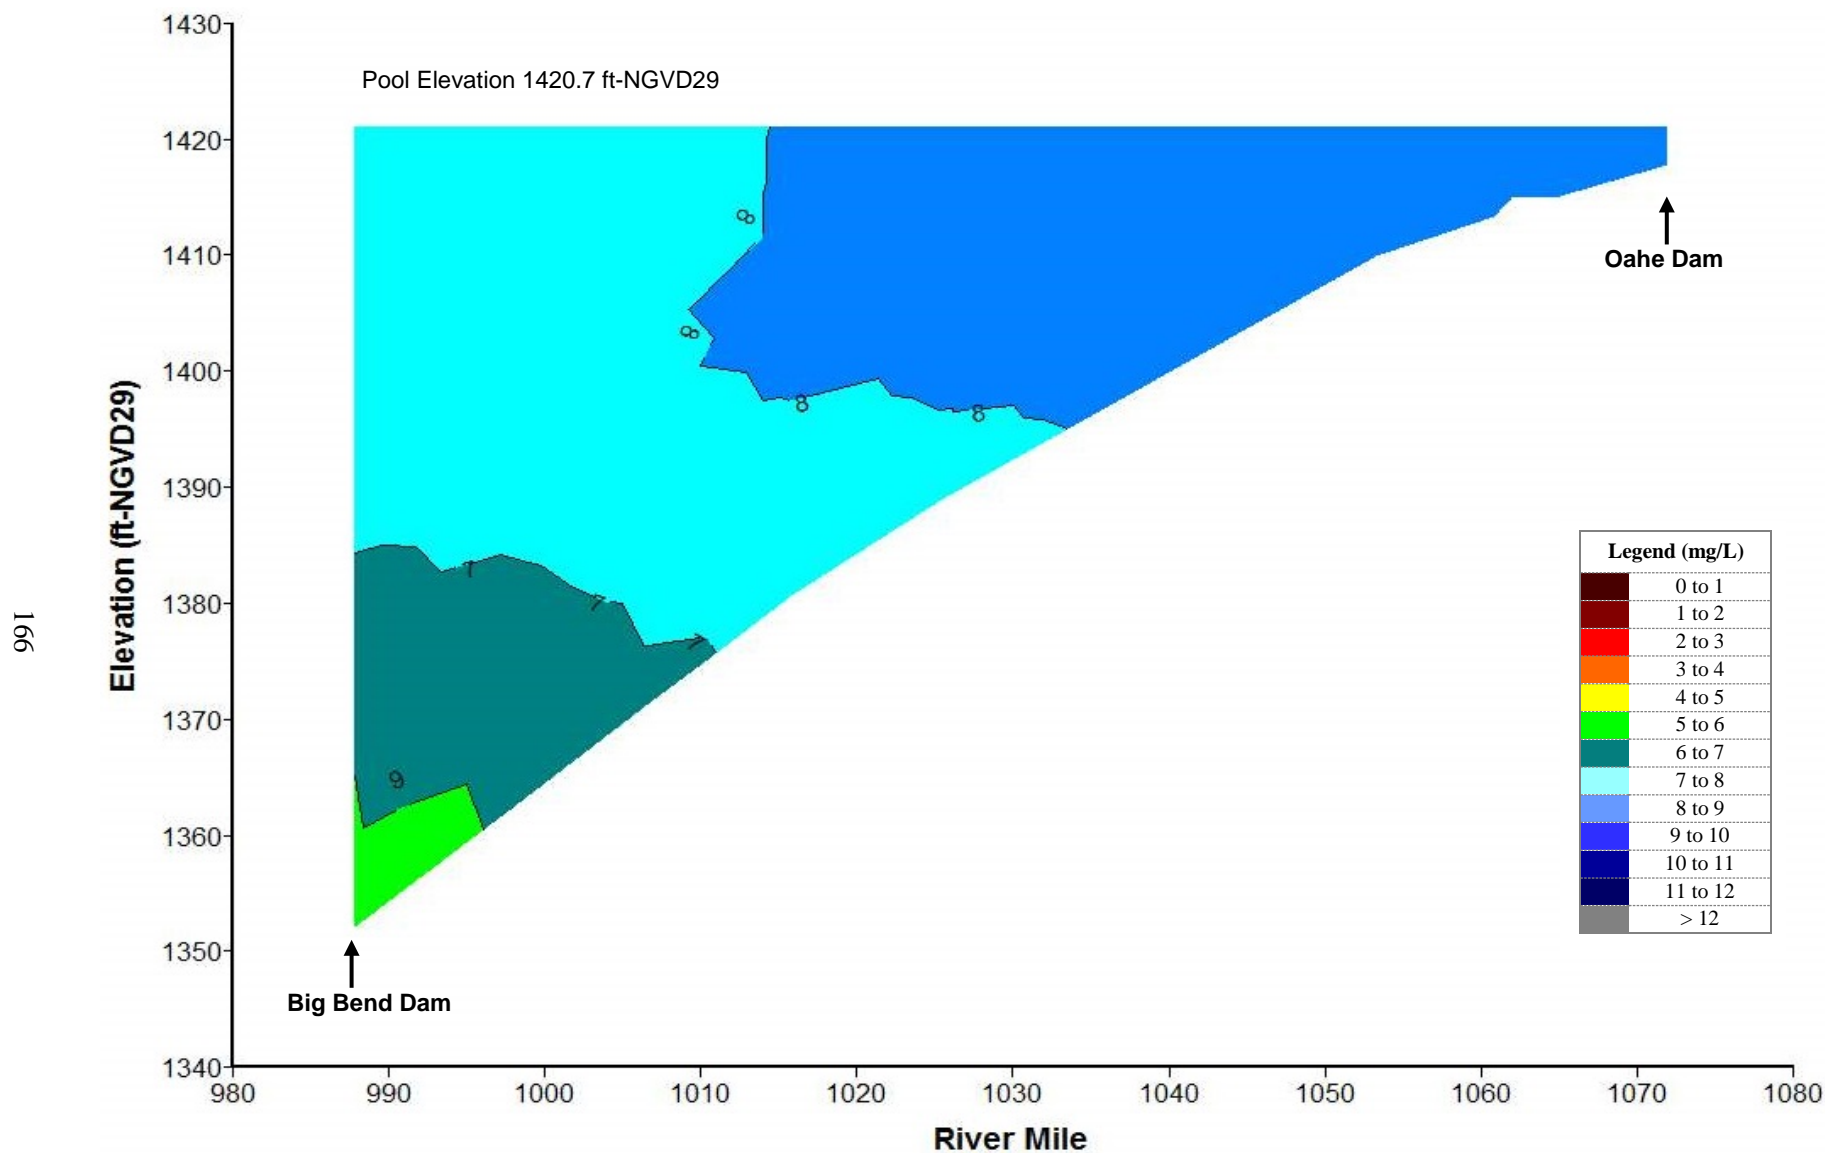 1430
Pool Elevation 1420.7 ft-NGVD29
1420
8
Oahe Dam
1410
8
1400
8
8
Elevation (ft-NGVD29)
1390
7
7
7
1380
Legend (mg/L)
0 to 1
1 to 2
2 to 3
3 to 4
4 to 5
5 to 6
6 to 7
7 to 8
8 to 9
9 to 10
10 to 11
11 to 12
> 12
166
1370
6
1360
1350
Big Bend Dam
1340
980 990 1000 1010 1020 1030 1040 1050 1060 1070 1080
River Mile